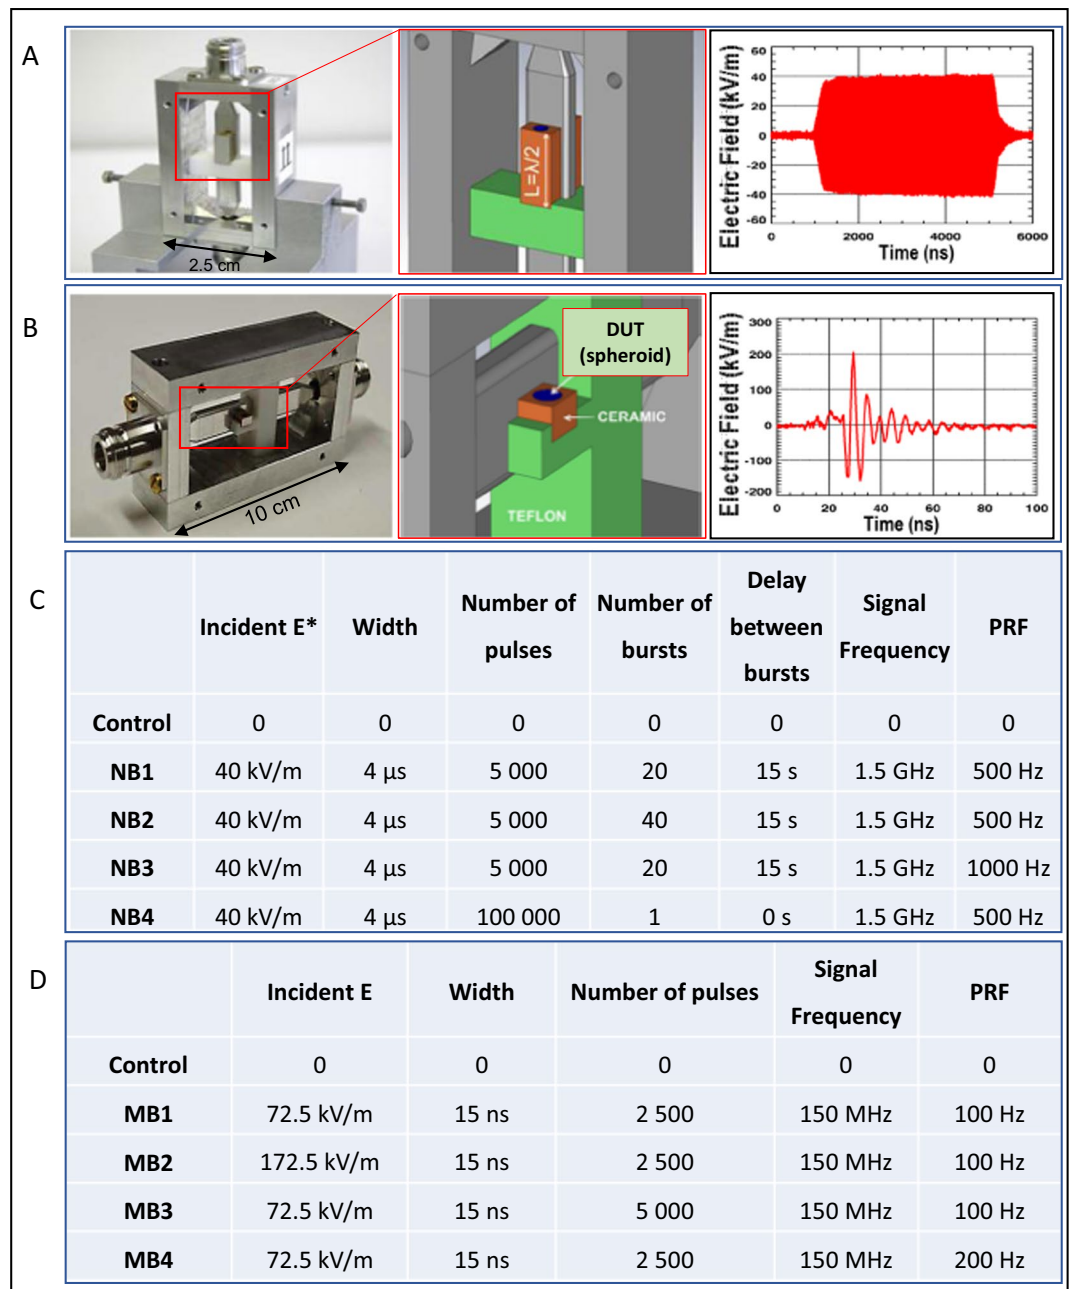 A
II
2.5 cm
L=λ/2
Electric Field (kV/m)
60
40
20
0
-20
-40
-60
0
2000
4000
6000
Time (ns)
B
10 cm
DUT
(spheroid)
CERAMIC
TEFLON
Electric Field (kV/m)
300
200
100
0
-100
-200
0
20
40
60
80
100
Time (ns)
C
Incident E* Width Number of pulses Number of bursts Delay between bursts Signal Frequency PRF
Control 0 0 0 0 0 0 0
NB1 40 kV/m 4 µs 5 000 20 15 s 1.5 GHz 500 Hz
NB2 40 kV/m 4 µs 5 000 40 15 s 1.5 GHz 500 Hz
NB3 40 kV/m 4 µs 5 000 20 15 s 1.5 GHz 1000 Hz
NB4 40 kV/m 4 µs 100 000 1 0 s 1.5 GHz 500 Hz
D
Incident E Width Number of pulses Signal Frequency PRF
Control 0 0 0 0 0
MB1 72.5 kV/m 15 ns 2 500 150 MHz 100 Hz
MB2 172.5 kV/m 15 ns 2 500 150 MHz 100 Hz
MB3 72.5 kV/m 15 ns 5 000 150 MHz 100 Hz
MB4 72.5 kV/m 15 ns 2 500 150 MHz 200 Hz